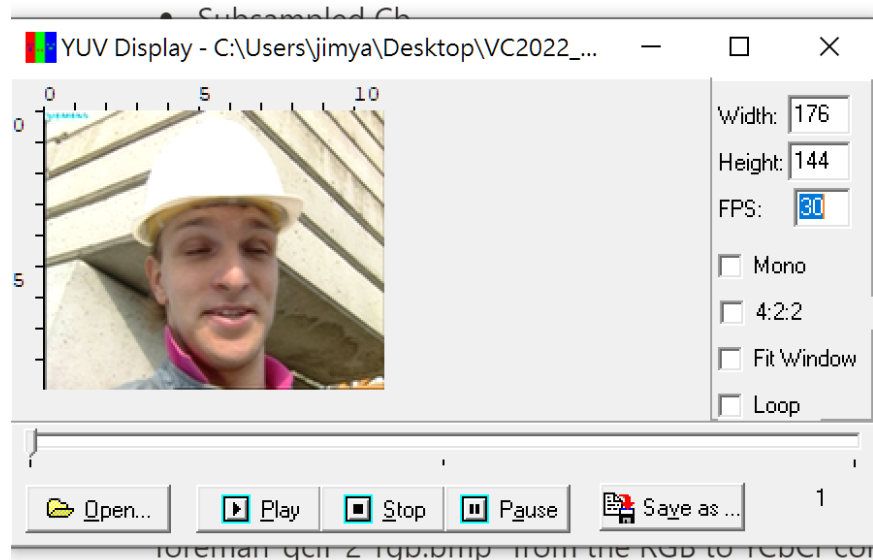 Subsampled Cb
YUV Display - C:\Users\jimya\Desktop\VC2022_...
0 5 10
0
5
Width: 176
Height: 144
FPS: 30
Mono
4:2:2
Fit Window
Loop
Open...
Play
Stop
Pause
Save as ...
1
foreman_qcif_2_rgb.bmp" from the RGB to YCbCr